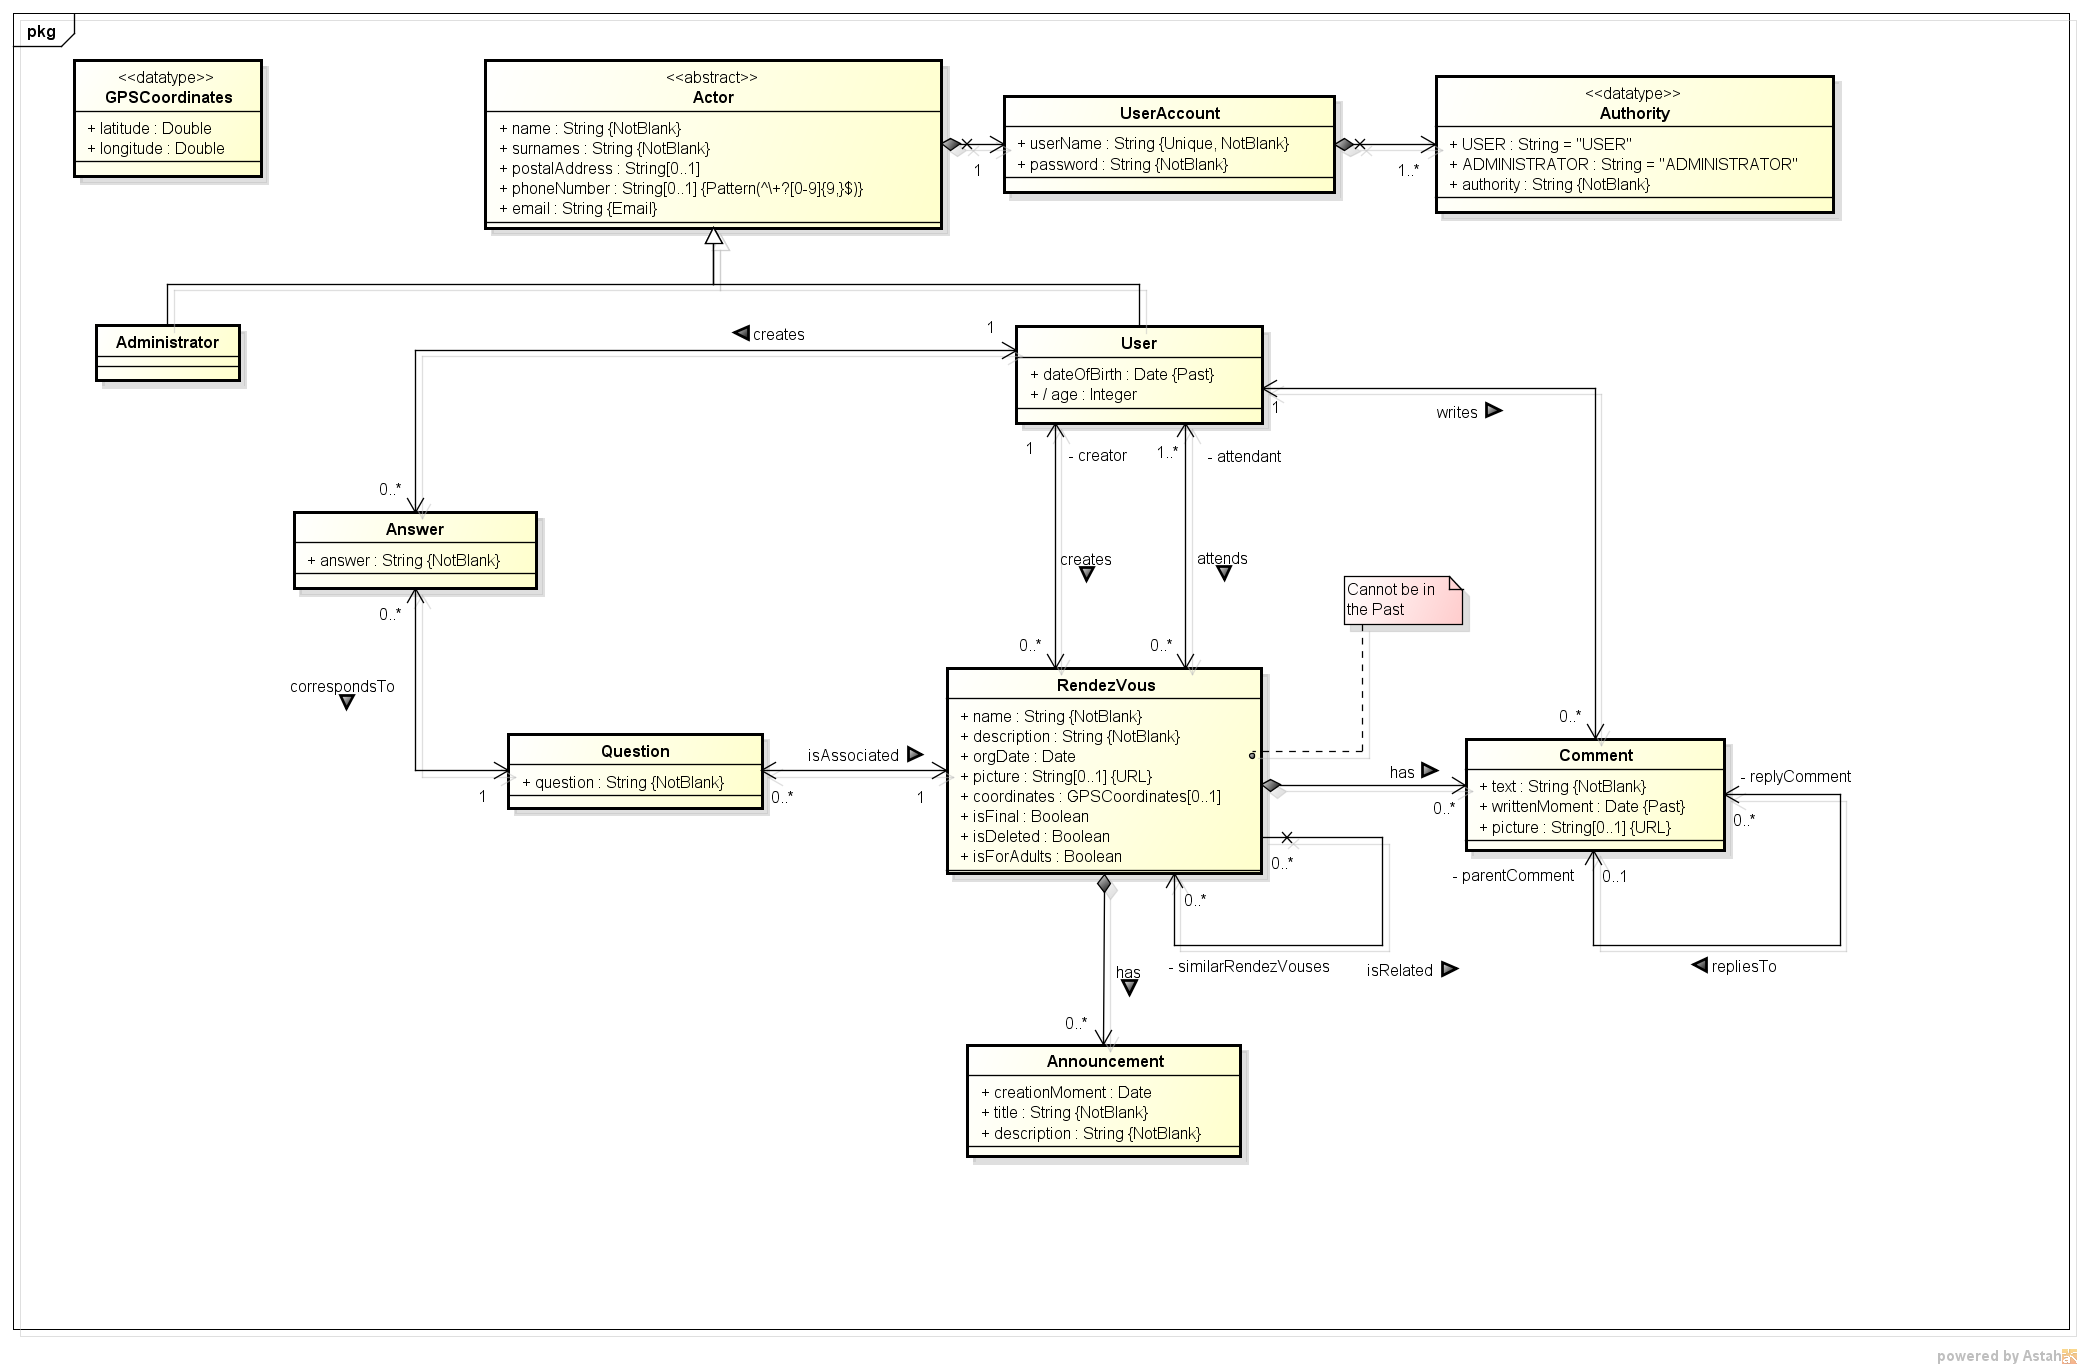 pkg
<<datatype>>
GPSCoordinates
+ latitude : Double
+ longitude : Double
<<abstract>>
Actor
+ name : String {NotBlank}
+ surnames : String {NotBlank}
+ postalAddress : String[0..1]
+ phoneNumber : String[0..1] {Pattern(^\+?[0-9]{9,}$)}
+ email : String {Email}
1
UserAccount
+ userName : String {Unique, NotBlank}
+ password : String {NotBlank}
1..*
<<datatype>>
Authority
+ USER : String = "USER"
+ ADMINISTRATOR : String = "ADMINISTRATOR"
+ authority : String {NotBlank}
Administrator
creates
1
User
+ dateOfBirth : Date {Past}
+ / age : Integer
1
writes
1
- creator
1..*
- attendant
0..*
Answer
+ answer : String {NotBlank}
0..*
creates
attends
Cannot be in
the Past
0..*
0..*
correspondsTo
0..*
Question
+ question : String {NotBlank}
1
isAssociated
0..*
1
RendezVous
+ name : String {NotBlank}
+ description : String {NotBlank}
+ orgDate : Date
+ picture : String[0..1] {URL}
+ coordinates : GPSCoordinates[0..1]
+ isFinal : Boolean
+ isDeleted : Boolean
+ isForAdults : Boolean
has
0..*
Comment
+ text : String {NotBlank}
+ writtenMoment : Date {Past}
+ picture : String[0..1] {URL}
- replyComment
0..*
0..*
- parentComment
0..1
0..*
- similarRendezVouses
isRelated
repliesTo
has
0..*
Announcement
+ creationMoment : Date
+ title : String {NotBlank}
+ description : String {NotBlank}
powered by Astah